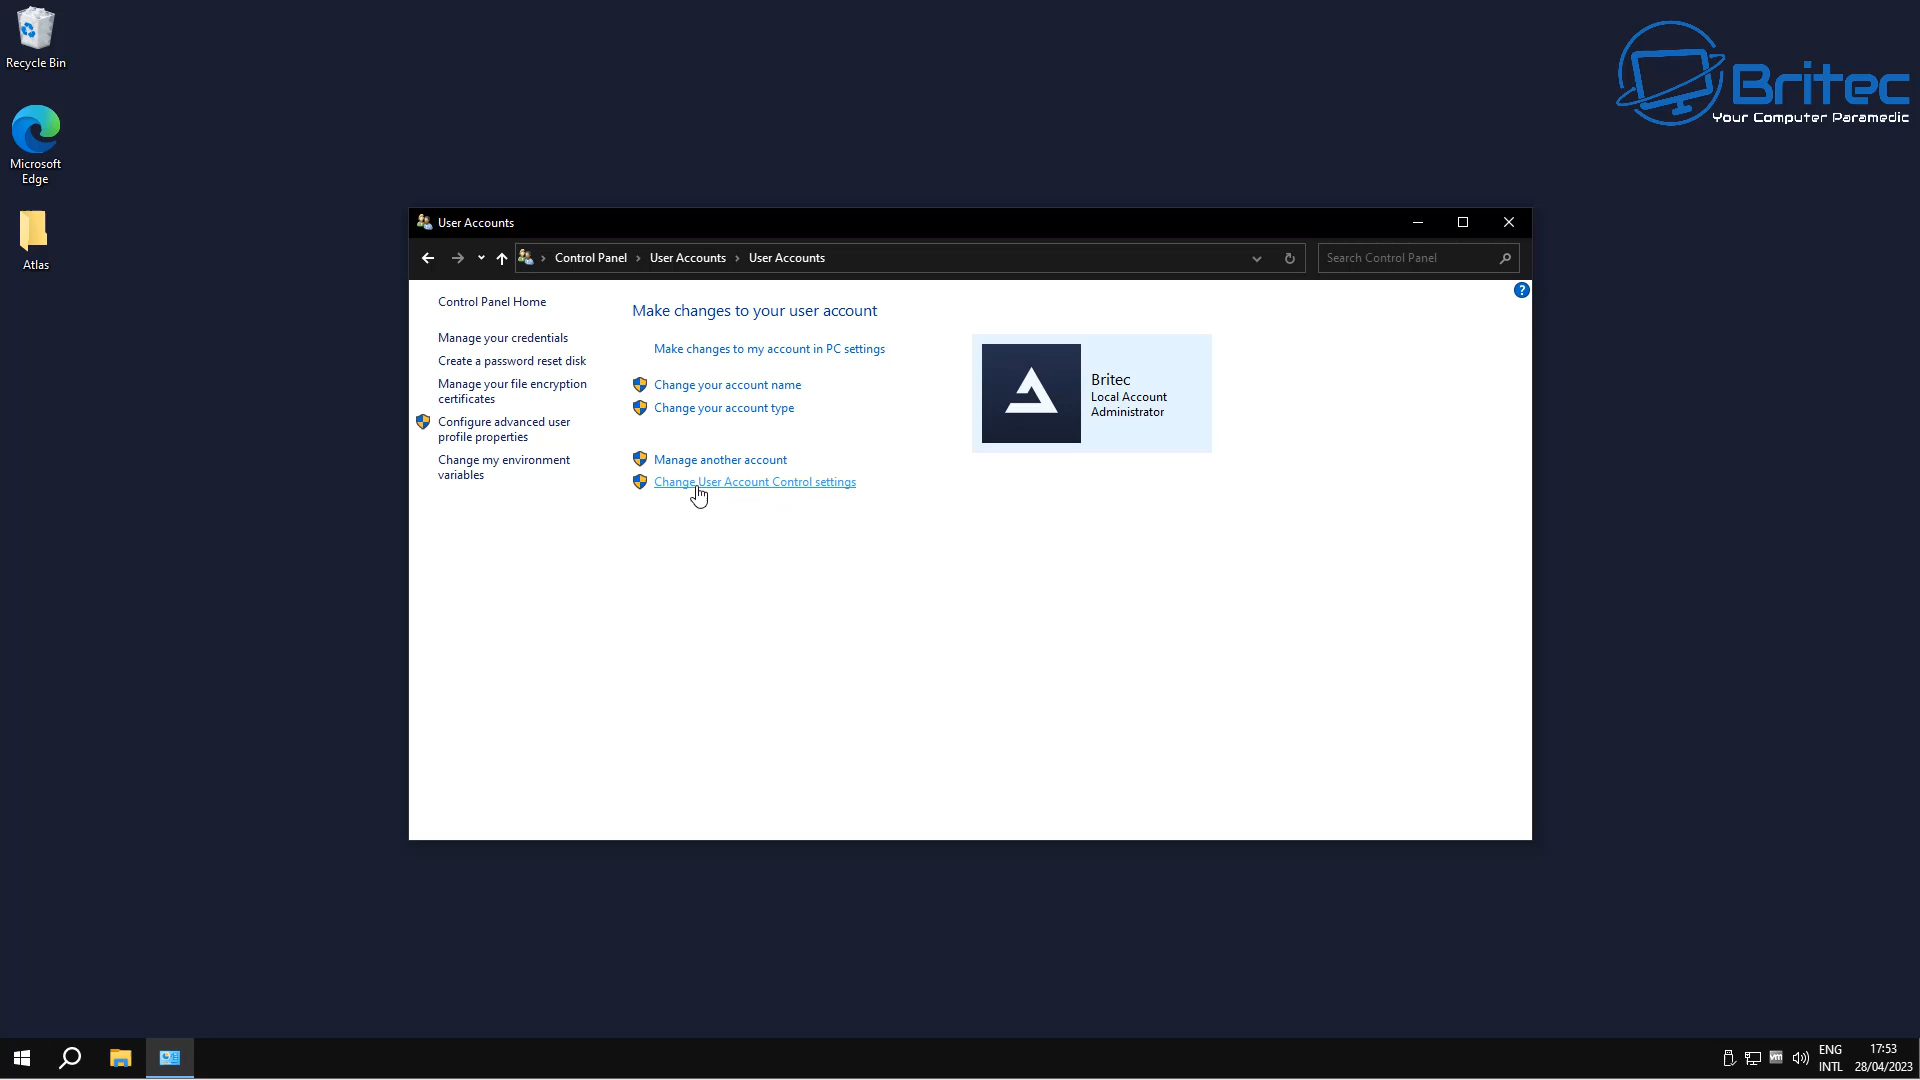 Recycle Bin
Microsoft
Edge
Atlas
Britec
Your Computer Paramedic
User Accounts
Control Panel
User Accounts
User Accounts
Search Control Panel
Control Panel Home
Manage your credentials
Create a password reset disk
Manage your file encryption
certificates
Configure advanced user
profile properties
Change my environment
variables
Make changes to your user account
Make changes to my account in PC settings
Change your account name
Change your account type
Manage another account
Change User Account Control settings
Britec
Local Account
Administrator
?
vm
ENG
INTL
17:53
28/04/2023